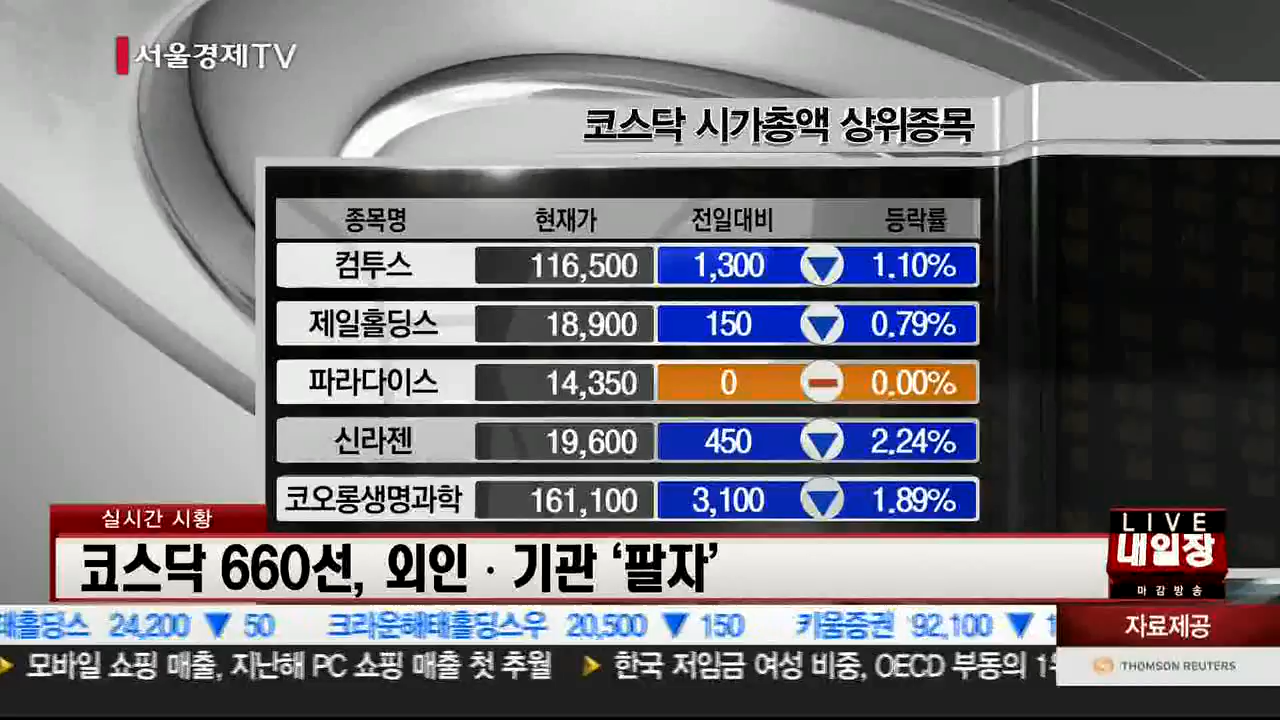 서울경제TV
코스닥 시가총액 상위종목
종목명 현재가 전일대비 등락률
컴투스 116,500 1,300 ▼ 1.10%
제일홀딩스 18,900 150 ▼ 0.79%
파라다이스 14,350 0 − 0.00%
신라젠 19,600 450 ▼ 2.24%
코오롱생명과학 161,100 3,100 ▼ 1.89%
실시간 시황
LIVE
내일장
마감방송
코스닥 660선, 외인·기관 ‘팔자’
태홀딩스 24,200 ▼ 50 크라운해태홀딩스우 20,500 ▼ 150 키움증권 92,100 ▼ 1
자료제공
모바일 쇼핑 매출, 지난해 PC 쇼핑 매출 첫 추월 한국 저임금 여성 비중, OECD 부동의 1
THOMSON REUTERS